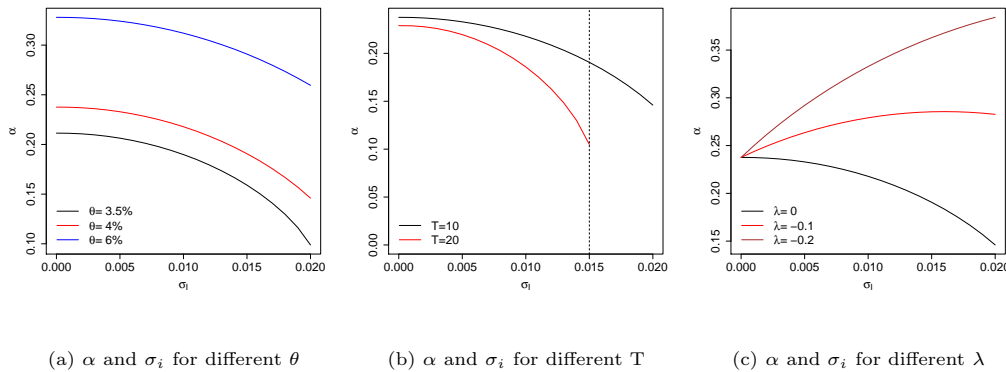 0.30
0.25
0.20
0.15
0.10
α
θ= 3.5%
θ= 4%
θ= 6%
0.000 0.005 0.010 0.015 0.020
σI
0.20
0.15
0.10
0.05
0.00
α
T=10
T=20
0.000 0.005 0.010 0.015 0.020
σI
0.35
0.30
0.25
0.20
0.15
α
λ= 0
λ= −0.1
λ= −0.2
0.000 0.005 0.010 0.015 0.020
σI
(a) α and σi for different θ
(b) α and σi for different T
(c) α and σi for different λ